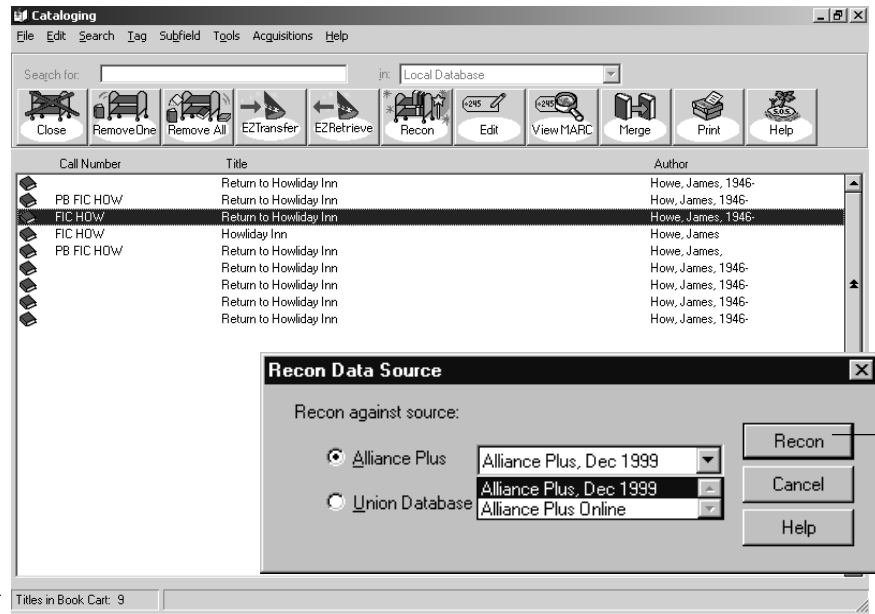 Cataloging
File Edit Search Tag Subfield Tools Acquisitions Help
Search for: in: Local Database
Close RemoveOne Remove All EZTransfer EZRetrieve Recon Edit View MARC Merge Print Help
Call Number Title Author
Return to Howliday Inn Howe, James, 1946-
PB FIC HOW Return to Howliday Inn How, James, 1946-
FIC HOW Return to Howliday Inn Howe, James, 1946-
FIC HOW Howliday Inn Howe, James
PB FIC HOW Return to Howliday Inn Howe, James,
Return to Howliday Inn How, James, 1946-
Return to Howliday Inn How, James, 1946-
Return to Howliday Inn How, James, 1946-
Return to Howliday Inn How, James, 1946-
Recon Data Source
Recon against source:
Alliance Plus Alliance Plus, Dec 1999 Recon
Alliance Plus, Dec 1999 Cancel
Union Database Alliance Plus Online
Help
Titles in Book Cart: 9